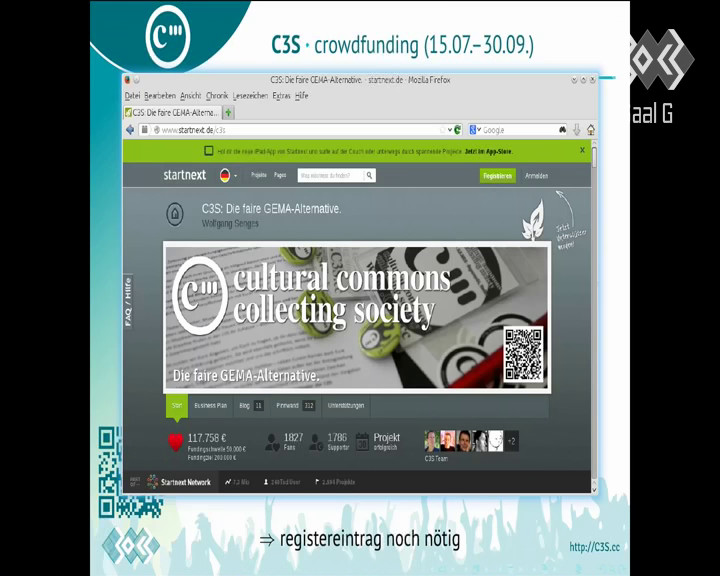 C3S · crowdfunding (15.07.–30.09.)
aal G
C3S: Die faire GEMA-Alternative. - startnext.de - Mozilla Firefox
Datei Bearbeiten Ansicht Chronik Lesezeichen Extras Hilfe
C3S: Die faire GEMA-Alterna...
www.startnext.de/c3s
Google
Hol dir die neue iPad-App von Startnext und surfe auf der Couch oder unterwegs durch spannende Projekte. Jetzt im App-Store.
startnext
Projekte
Pages
Registrieren
Anmelden
C3S: Die faire GEMA-Alternative.
Wolfgang Senges
Jetzt
FAQ / Hilfe
C'''
cultural commons
collecting society
Die faire GEMA-Alternative.
Start
Business Plan
Blog
Pinnwand 312
Unterstützungen
117.758 €
Fundingschwelle 50.000 €
Fundingziel 200.000 €
1827
Fans
1786
Supporter
Projekt
erfolgreich
+2
C3S Team
Startnext Network
⇒ registereintrag noch nötig
http://C3S.cc